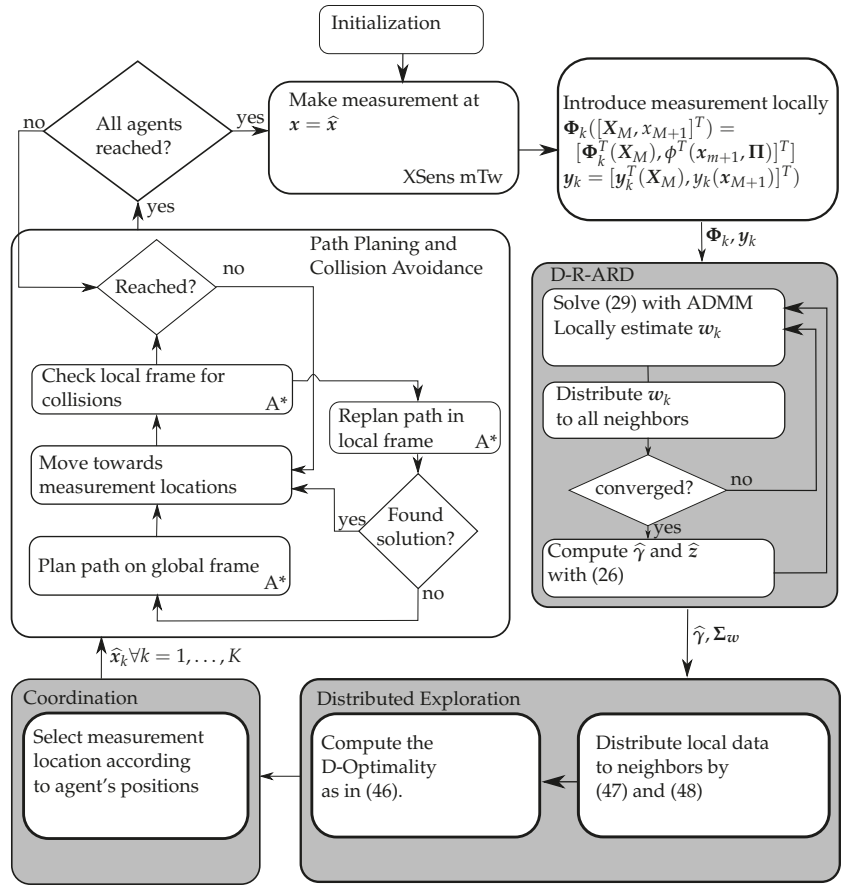 Initialization
Make measurement at
x = x̂
XSens mTw
Introduce measurement locally
Φ_k([X_M, x_{M+1}]^T) =
[Φ_k^T(X_M), ϕ^T(x_{m+1}, Π)]^T]
y_k = [y_k^T(X_M), y_k(x_{M+1})]^T)
Φ_k, y_k
D-R-ARD
Solve (29) with ADMM
Locally estimate w_k
Distribute w_k
to all neighbors
converged?
no
yes
Compute γ̂ and ẑ
with (26)
γ̂, Σ_w
Distributed Exploration
Distribute local data
to neighbors by
(47) and (48)
Compute the
D-Optimality
as in (46).
Coordination
Select measurement
location according
to agent's positions
x̂_k∀k = 1, . . . , K
Path Planing and
Collision Avoidance
Plan path on global frame
A*
Move towards
measurement locations
Check local frame for
collisions
A*
Replan path in
local frame
A*
Found
solution?
yes
no
Reached?
no
yes
All agents
reached?
no
yes